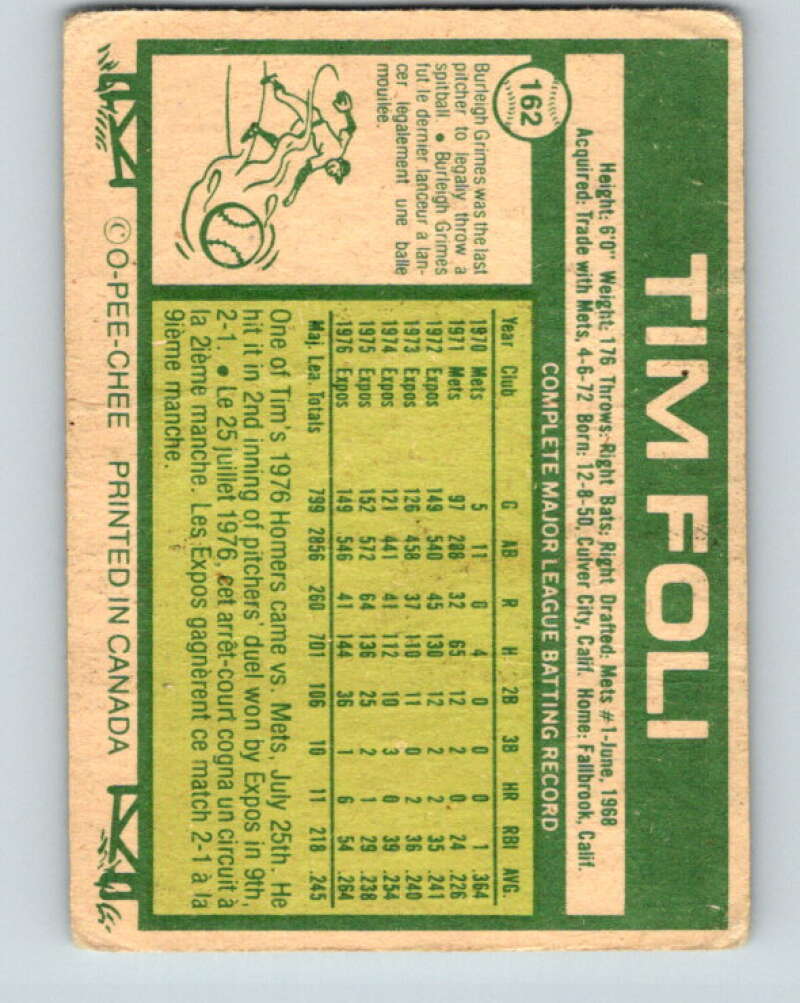 TIM FOLI
Height: 6'0" Weight: 176 Throws: Right Bats: Right Drafted: Mets #1-June, 1968
Acquired: Trade with Mets, 4-6-72 Born: 12-8-50, Culver City, Calif. Home: Fallbrook, Calif.
162
COMPLETE MAJOR LEAGUE BATTING RECORD
Burleigh Grimes was the last
pitcher to legally throw a
spitball. • Burleigh Grimes
fut le dernier lanceur à lan-
cer légalement une balle
mouilée.
Year Club G AB R H 2B 3B HR RBI AVG.
1970 Mets 5 11 0 4 0 0 0 1 .364
1971 Mets 97 288 32 65 12 2 0 24 .226
1972 Expos 149 540 45 130 12 2 2 35 .241
1973 Expos 126 458 37 110 11 0 2 36 .240
1974 Expos 121 441 41 112 10 3 0 39 .254
1975 Expos 152 572 64 136 25 2 1 29 .238
1976 Expos 149 546 41 144 36 1 6 54 .264
Maj. Lea. Totals 799 2856 260 701 106 10 11 218 .245
One of Tim's 1976 Homers came vs. Mets, July 25th. He
hit it in 2nd inning of pitchers' duel won by Expos in 9th,
2-1. • Le 25 juillet 1976, cet arrêt-court cogna un circuit à
la 2ième manche. Les Expos gagnèrent ce match 2-1 à la
9ième manche.
©O-PEE-CHEE PRINTED IN CANADA